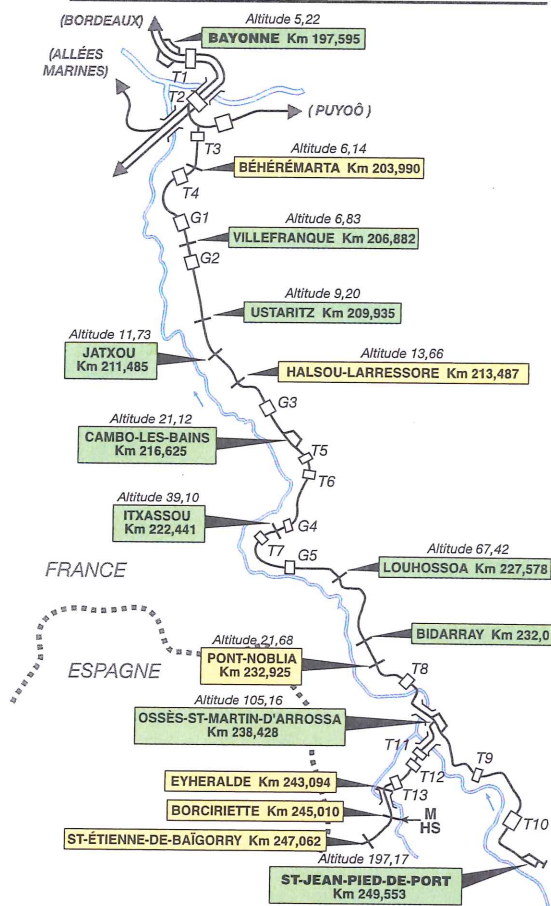 (BORDEAUX)
Altitude 5,22
BAYONNE Km 197,595
(ALLÉES
MARINES)
T1
T2
(PUYOÔ)
T3
Altitude 6,14
BÉHÉRÉMARTA Km 203,990
T4
G1
Altitude 6,83
VILLEFRANQUE Km 206,882
G2
Altitude 9,20
USTARITZ Km 209,935
Altitude 11,73
JATXOU
Km 211,485
Altitude 13,66
HALSOU-LARRESSORE Km 213,487
G3
Altitude 21,12
CAMBO-LES-BAINS
Km 216,625
T5
T6
Altitude 39,10
ITXASSOU
Km 222,441
G4
T7
G5
Altitude 67,42
LOUHOSSOA Km 227,578
FRANCE
BIDARRAY Km 232,0
Altitude 21,68
PONT-NOBLIA
Km 232,925
ESPAGNE
T8
Altitude 105,16
OSSÈS-ST-MARTIN-D'ARROSSA
Km 238,428
T11
T9
T12
EYHERALDE Km 243,094
T13
T10
BORCIRIETTE Km 245,010
M
HS
ST-ÉTIENNE-DE-BAÏGORRY Km 247,062
Altitude 197,17
ST-JEAN-PIED-DE-PORT
Km 249,553